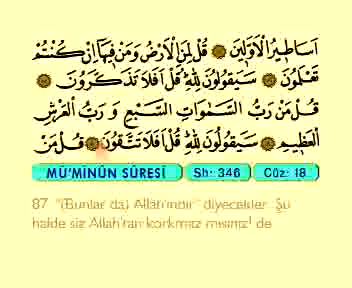 اَسَاطٖيرُ الْاَوَّلٖينَ ۞ قُلْ لِمَنِ الْاَرْضُ وَمَنْ فٖيهَا اِنْ كُنْتُمْ
تَعْلَمُونَ ۞ سَيَقُولُونَ لِلّٰهِ قُلْ اَفَلَا تَذَكَّرُونَ ۞
قُلْ مَنْ رَبُّ السَّمٰوَاتِ السَّبْعِ وَ رَبُّ الْعَرْشِ
الْعَظٖيمِ ۞ سَيَقُولُونَ لِلّٰهِ قُلْ اَفَلَا تَتَّقُونَ ۞ قُلْ مَنْ
MÜ'MİNÜN SÛRESİ Sh: 346 Cüz: 18
87. "(Bunlar da) Allah'ındır" diyecekler. Şu
halde siz Allah'tan korkmaz mısınız! de